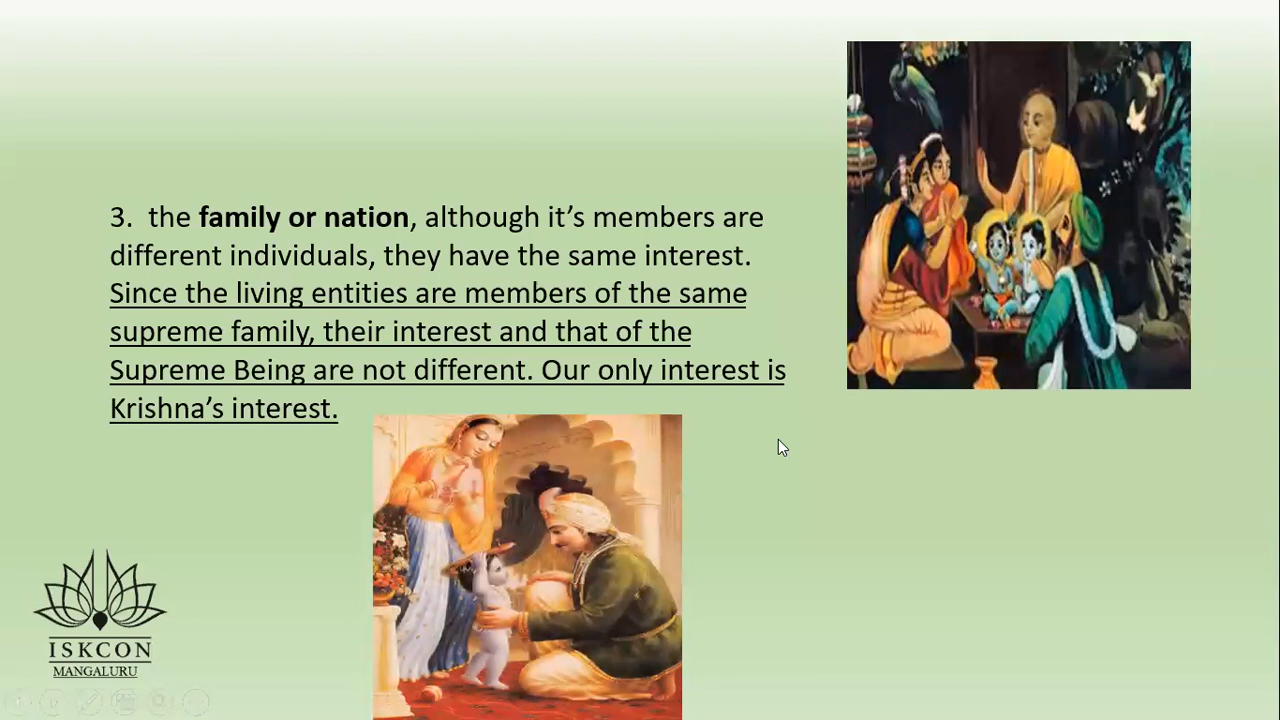 3. the family or nation, although it’s members are
different individuals, they have the same interest.
Since the living entities are members of the same
supreme family, their interest and that of the
Supreme Being are not different. Our only interest is
Krishna’s interest.
ISKCON
MANGALURU